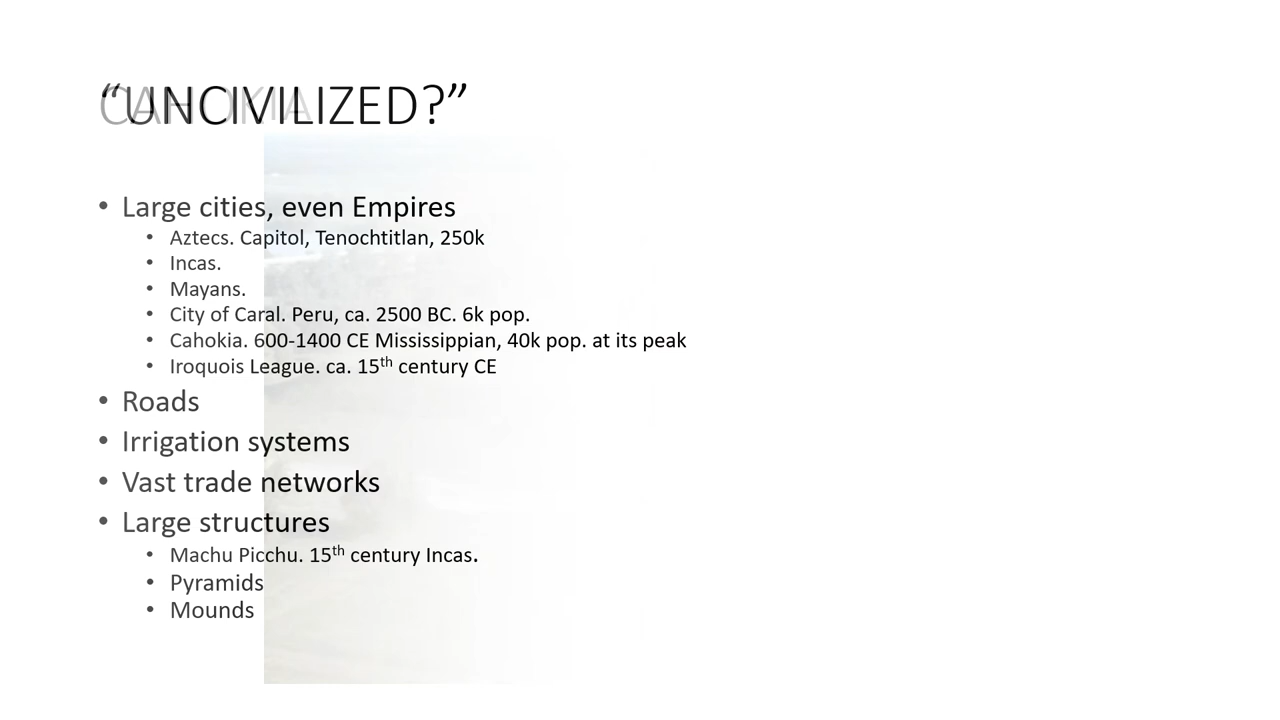 “UNCIVILIZED?”
CAHOKIA
• Large cities, even Empires
• Aztecs. Capitol, Tenochtitlan, 250k
• Incas.
• Mayans.
• City of Caral. Peru, ca. 2500 BC. 6k pop.
• Cahokia. 600-1400 CE Mississippian, 40k pop. at its peak
• Iroquois League. ca. 15th century CE
• Roads
• Irrigation systems
• Vast trade networks
• Large structures
• Machu Picchu. 15th century Incas.
• Pyramids
• Mounds